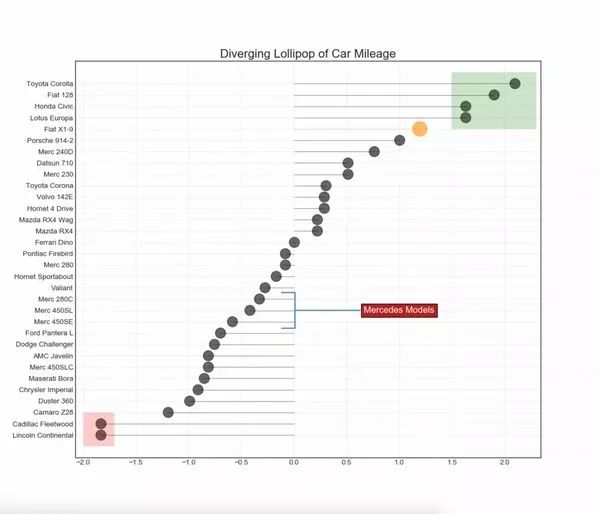 Diverging Lollipop of Car Mileage
Toyota Corolla
Fiat 128
Honda Civic
Lotus Europa
Fiat X1-9
Porsche 914-2
Merc 240D
Datsun 710
Merc 230
Toyota Corona
Volvo 142E
Hornet 4 Drive
Mazda RX4 Wag
Mazda RX4
Ferrari Dino
Pontiac Firebird
Merc 280
Hornet Sportabout
Valiant
Merc 280C
Merc 450SL
Mercedes Models
Merc 450SE
Ford Pantera L
Dodge Challenger
AMC Javelin
Merc 450SLC
Maserati Bora
Chrysler Imperial
Duster 360
Camaro Z28
Cadillac Fleetwood
Lincoln Continental
−2.0 −1.5 −1.0 −0.5 0.0 0.5 1.0 1.5 2.0